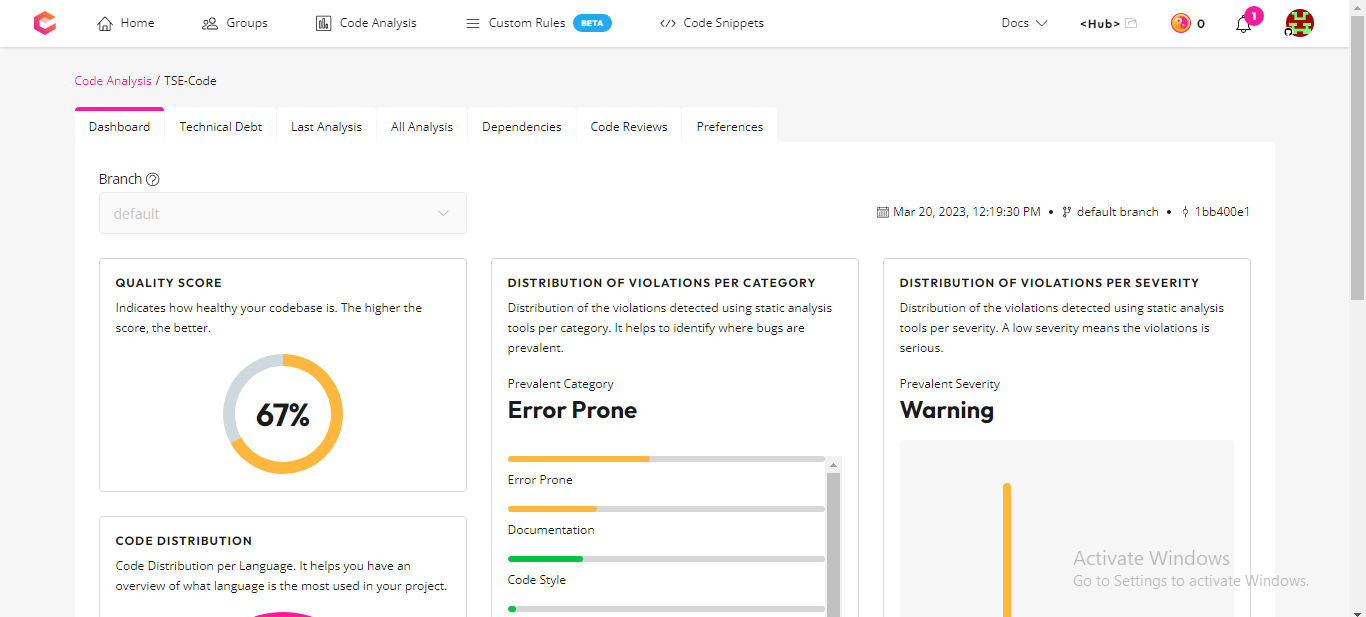 Home Groups Code Analysis Custom Rules BETA Code Snippets Docs <Hub> 0 1
Code Analysis / TSE-Code
Dashboard Technical Debt Last Analysis All Analysis Dependencies Code Reviews Preferences
Branch
default
Mar 20, 2023, 12:19:30 PM • default branch • 1bb400e1
QUALITY SCORE
Indicates how healthy your codebase is. The higher the
score, the better.
67%
CODE DISTRIBUTION
Code Distribution per Language. It helps you have an
overview of what language is the most used in your project.
DISTRIBUTION OF VIOLATIONS PER CATEGORY
Distribution of the violations detected using static analysis
tools per category. It helps to identify where bugs are
prevalent.
Prevalent Category
Error Prone
Error Prone
Documentation
Code Style
DISTRIBUTION OF VIOLATIONS PER SEVERITY
Distribution of the violations detected using static analysis
tools per severity. A low severity means the violations is
serious.
Prevalent Severity
Warning
Activate Windows
Go to Settings to activate Windows.